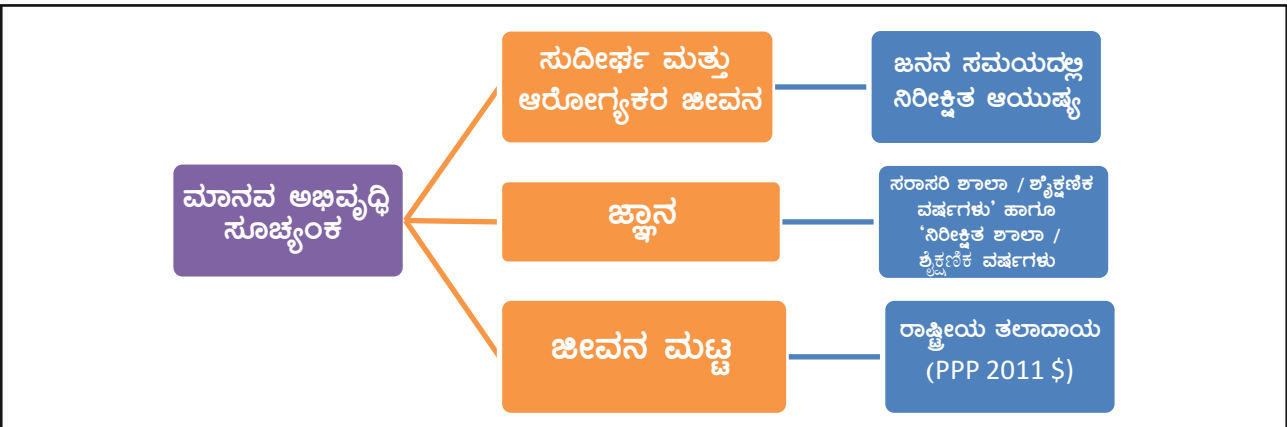 ಮಾನವ ಅಭಿವೃಧ್ಧಿ
ಸೂಚ್ಯಂಕ
ಸುದೀರ್ಘ ಮತ್ತು
ಆರೋಗ್ಯಕರ ಜೀವನ
ಜನನ ಸಮಯದಲ್ಲಿ
ನಿರೀಕ್ಷಿತ ಆಯುಷ್ಯ
ಜ್ಞಾನ
ಸರಾಸರಿ ಶಾಲಾ / ಶೈಕ್ಷಣಿಕ
ವರ್ಷಗಳು' ಹಾಗೂ
'ನಿರೀಕ್ಷಿತ ಶಾಲಾ /
ಶೈಕ್ಷಣಿಕ ವರ್ಷಗಳು
ಜೀವನ ಮಟ್ಟ
ರಾಷ್ಟ್ರೀಯ ತಲಾದಾಯ
(PPP 2011 $)